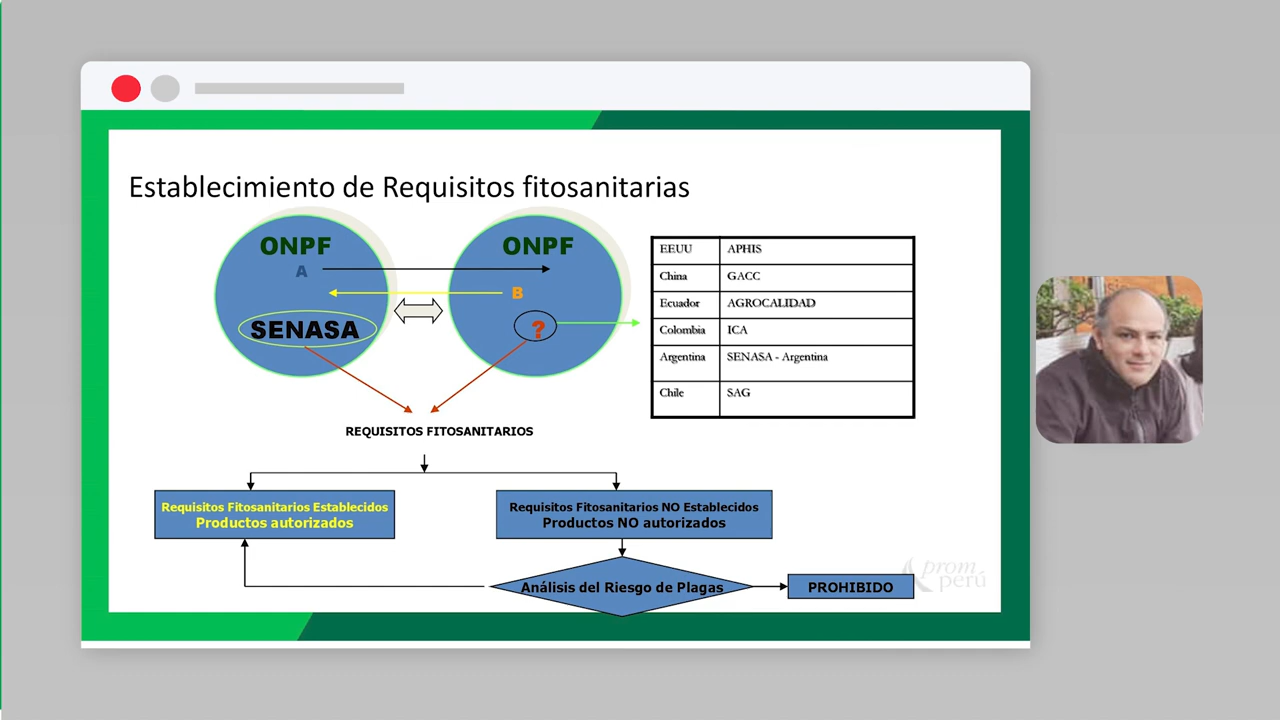 Establecimiento de Requisitos fitosanitarias
ONPF
A
SENASA
ONPF
B
?
EEUU APHIS
China GACC
Ecuador AGROCALIDAD
Colombia ICA
Argentina SENASA - Argentina
Chile SAG
REQUISITOS FITOSANITARIOS
Requisitos Fitosanitarios Establecidos
Productos autorizados
Requisitos Fitosanitarios NO Establecidos
Productos NO autorizados
Análisis del Riesgo de Plagas
PROHIBIDO
prom
perú